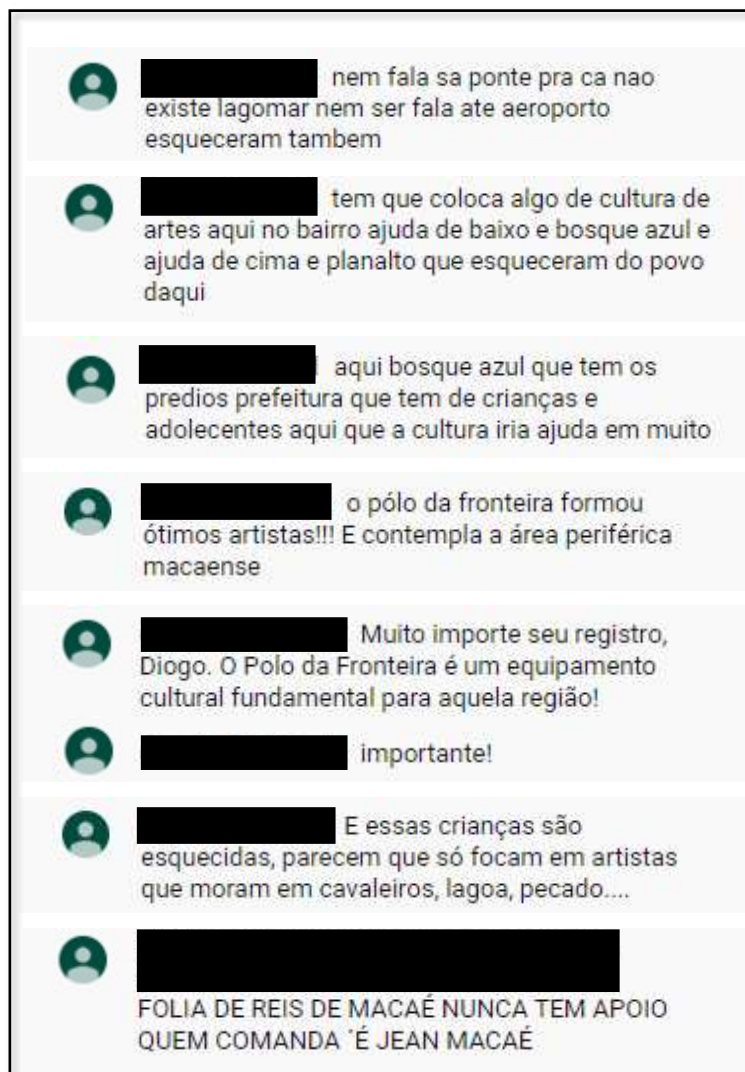 nem fala sa ponte pra ca nao
existe lagomar nem ser fala ate aeroporto
esqueceram tambem
tem que coloca algo de cultura de
artes aqui no bairro ajuda de baixo e bosque azul e
ajuda de cima e planalto que esqueceram do povo
daqui
aqui bosque azul que tem os
predios prefeitura que tem de crianças e
adolecentes aqui que a cultura iria ajuda em muito
o pólo da fronteira formou
ótimos artistas!!! E contempla a área periférica
macaense
Muito importe seu registro,
Diogo. O Polo da Fronteira é um equipamento
cultural fundamental para aquela região!
importante!
E essas crianças são
esquecidas, parecem que só focam em artistas
que moram em cavaleiros, lagoa, pecado....
FOLIA DE REIS DE MACAÉ NUNCA TEM APOIO
QUEM COMANDA ´É JEAN MACAÉ